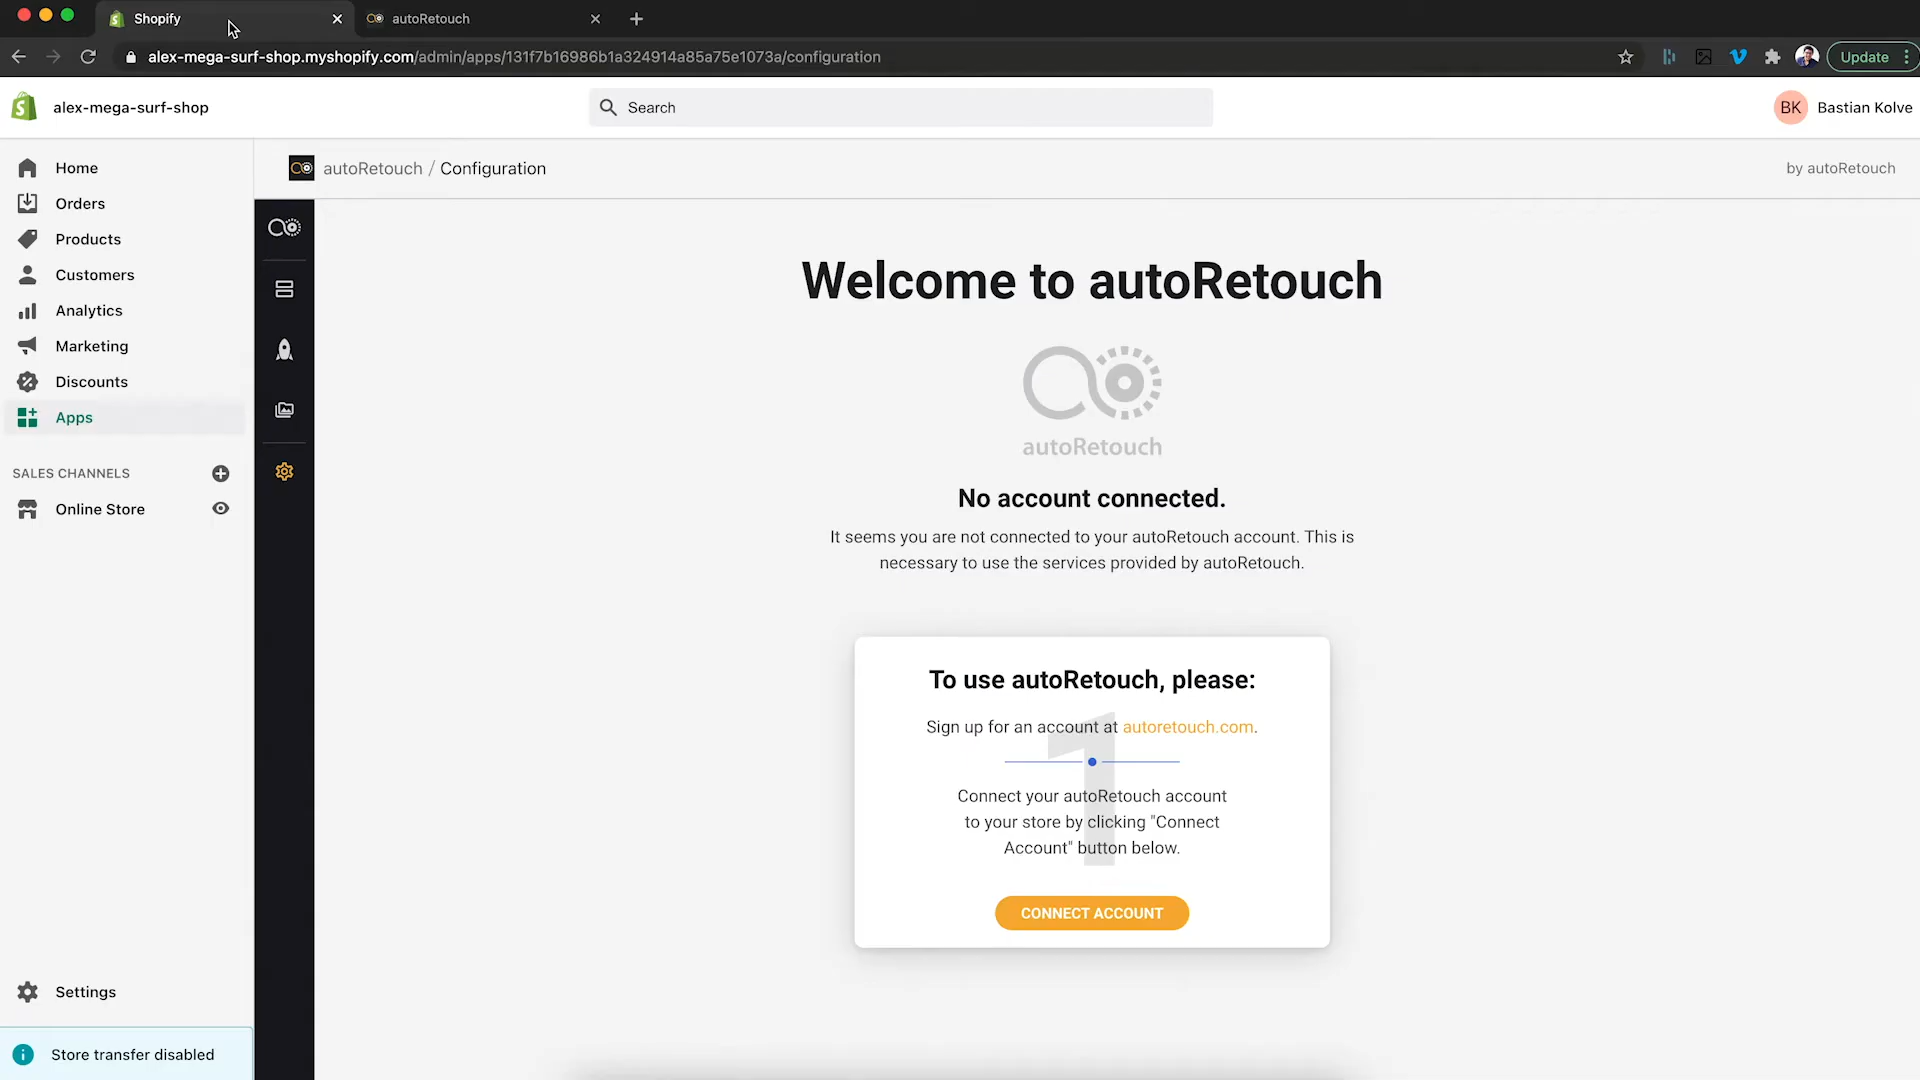 Shopify
autoRetouch
alex-mega-surf-shop.myshopify.com/admin/apps/131f7b16986b1a324914a85a75e1073a/configuration
Update
alex-mega-surf-shop
Search
BK
Bastian Kolve
Home
Orders
Products
Customers
Analytics
Marketing
Discounts
Apps
SALES CHANNELS
Online Store
Settings
Store transfer disabled
autoRetouch / Configuration
by autoRetouch
Welcome to autoRetouch
autoRetouch
No account connected.
It seems you are not connected to your autoRetouch account. This is
necessary to use the services provided by autoRetouch.
To use autoRetouch, please:
1
Sign up for an account at autoretouch.com.
Connect your autoRetouch account
to your store by clicking "Connect
Account" button below.
CONNECT ACCOUNT